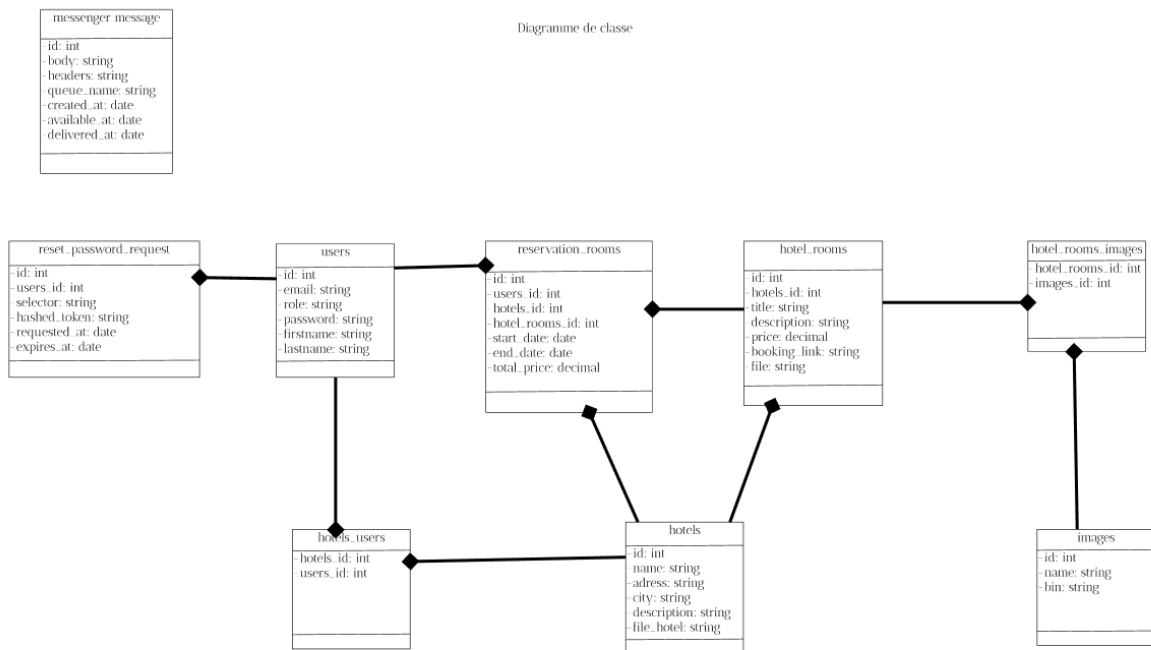 messenger message
Diagramme de classe
-id: int
-body: string
-headers: string
-queue_name: string
-created_at: date
-available_at: date
-delivered_at: date
reset_password_request
-id: int
-users_id: int
-selector: string
-hashed_token: string
-requested_at: date
-expires_at: date
users
-id: int
-email: string
-role: string
-password: string
-firstname: string
-lastname: string
reservation_rooms
-id: int
-users_id: int
-hotels_id: int
-hotel_rooms_id: int
-start_date: date
-end_date: date
-total_price: decimal
hotel_rooms
id: int
-hotels_id: int
-title: string
-description: string
-price: decimal
-booking_link: string
-file: string
hotel_rooms_images
-hotel_rooms_id: int
-images_id: int
hotels_users
-hotels_id: int
-users_id: int
hotels
-id: int
-name: string
-adress: string
-city: string
-description: string
-file_hotel: string
images
-id: int
-name: string
-bin: string